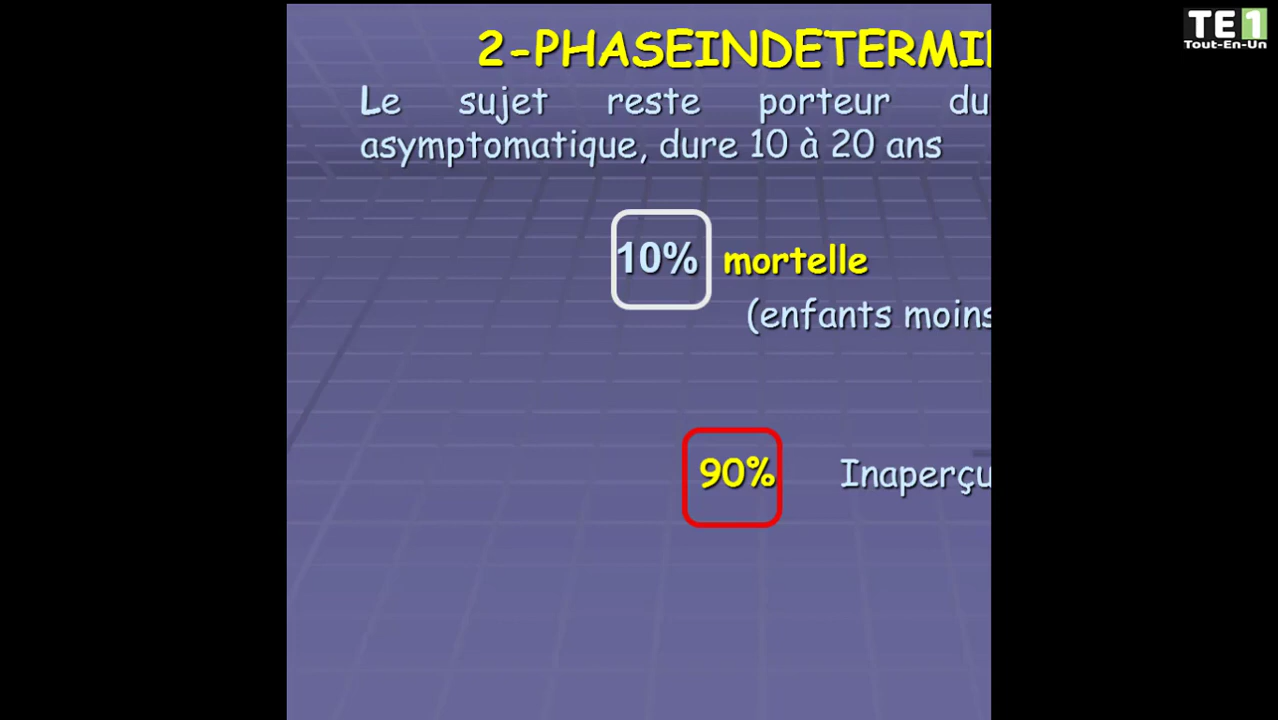 TE1
Tout-En-Un
2-PHASEINDETERMI
Le sujet reste porteur du
asymptomatique, dure 10 à 20 ans
10% mortelle
(enfants moins
90% Inaperçu